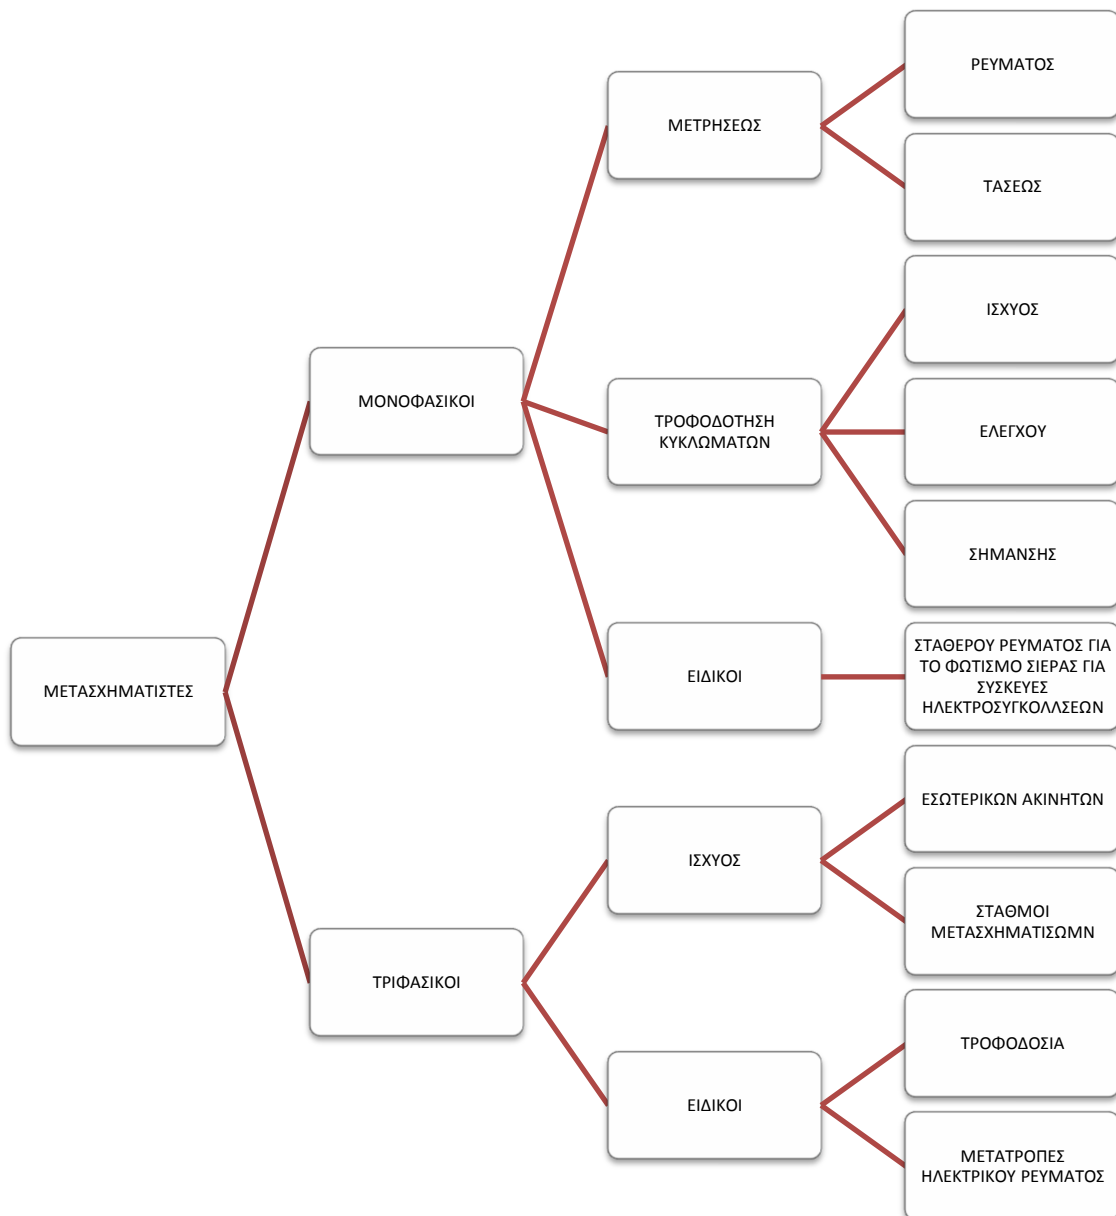 ΜΕΤΑΣΧΗΜΑΤΙΣΤΕΣ
ΜΟΝΟΦΑΣΙΚΟΙ
ΜΕΤΡΗΣΕΩΣ
ΡΕΥΜΑΤΟΣ
ΤΑΣΕΩΣ
ΤΡΟΦΟΔΟΤΗΣΗ
ΚΥΚΛΩΜΑΤΩΝ
ΙΣΧΥΟΣ
ΕΛΕΓΧΟΥ
ΣΗΜΑΝΣΗΣ
ΕΙΔΙΚΟΙ
ΣΤΑΘΕΡΟΥ ΡΕΥΜΑΤΟΣ ΓΙΑ
ΤΟ ΦΩΤΙΣΜΟ ΣΙΕΡΑΣ ΓΙΑ
ΣΥΣΚΕΥΕΣ
ΗΛΕΚΤΡΟΣΥΓΚΟΛΛΣΕΩΝ
ΤΡΙΦΑΣΙΚΟΙ
ΙΣΧΥΟΣ
ΕΣΩΤΕΡΙΚΩΝ ΑΚΙΝΗΤΩΝ
ΣΤΑΘΜΟΙ
ΜΕΤΑΣΧΗΜΑΤΙΣΩΜΝ
ΕΙΔΙΚΟΙ
ΤΡΟΦΟΔΟΣΙΑ
ΜΕΤΑΤΡΟΠΕΣ
ΗΛΕΚΤΡΙΚΟΥ ΡΕΥΜΑΤΟΣ